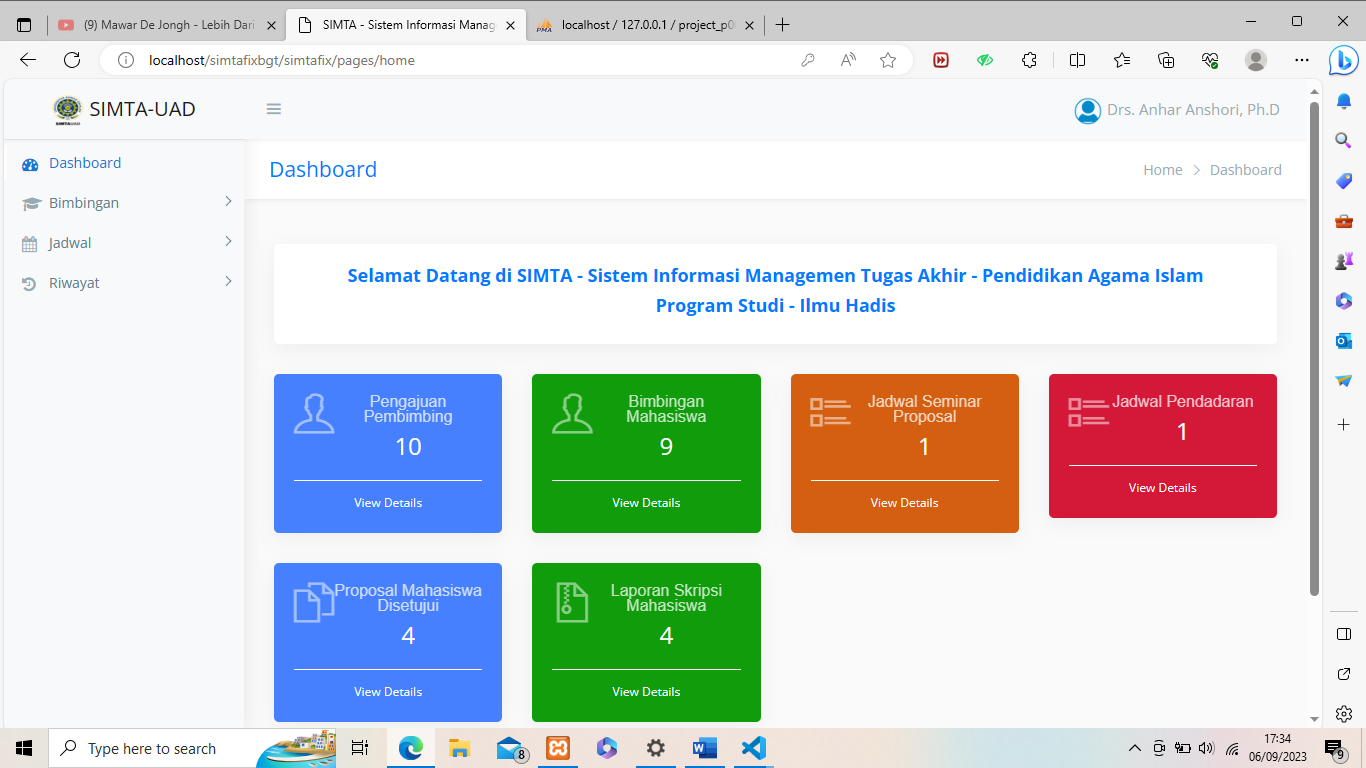 (9) Mawar De Jongh - Lebih Dari
SIMTA - Sistem Informasi Manag
localhost / 127.0.0.1 / project_p0
localhost/simtafixbgt/simtafix/pages/home
SIMTA-UAD
Drs. Anhar Anshori, Ph.D
Dashboard
Bimbingan
Jadwal
Riwayat
Dashboard
Home > Dashboard
Selamat Datang di SIMTA - Sistem Informasi Managemen Tugas Akhir - Pendidikan Agama Islam
Program Studi - Ilmu Hadis
Pengajuan
Pembimbing
10
View Details
Bimbingan
Mahasiswa
9
View Details
Jadwal Seminar
Proposal
1
View Details
Jadwal Pendadaran
1
View Details
Proposal Mahasiswa
Disetujui
4
View Details
Laporan Skripsi
Mahasiswa
4
View Details
Type here to search
8
17:34
06/09/2023
9